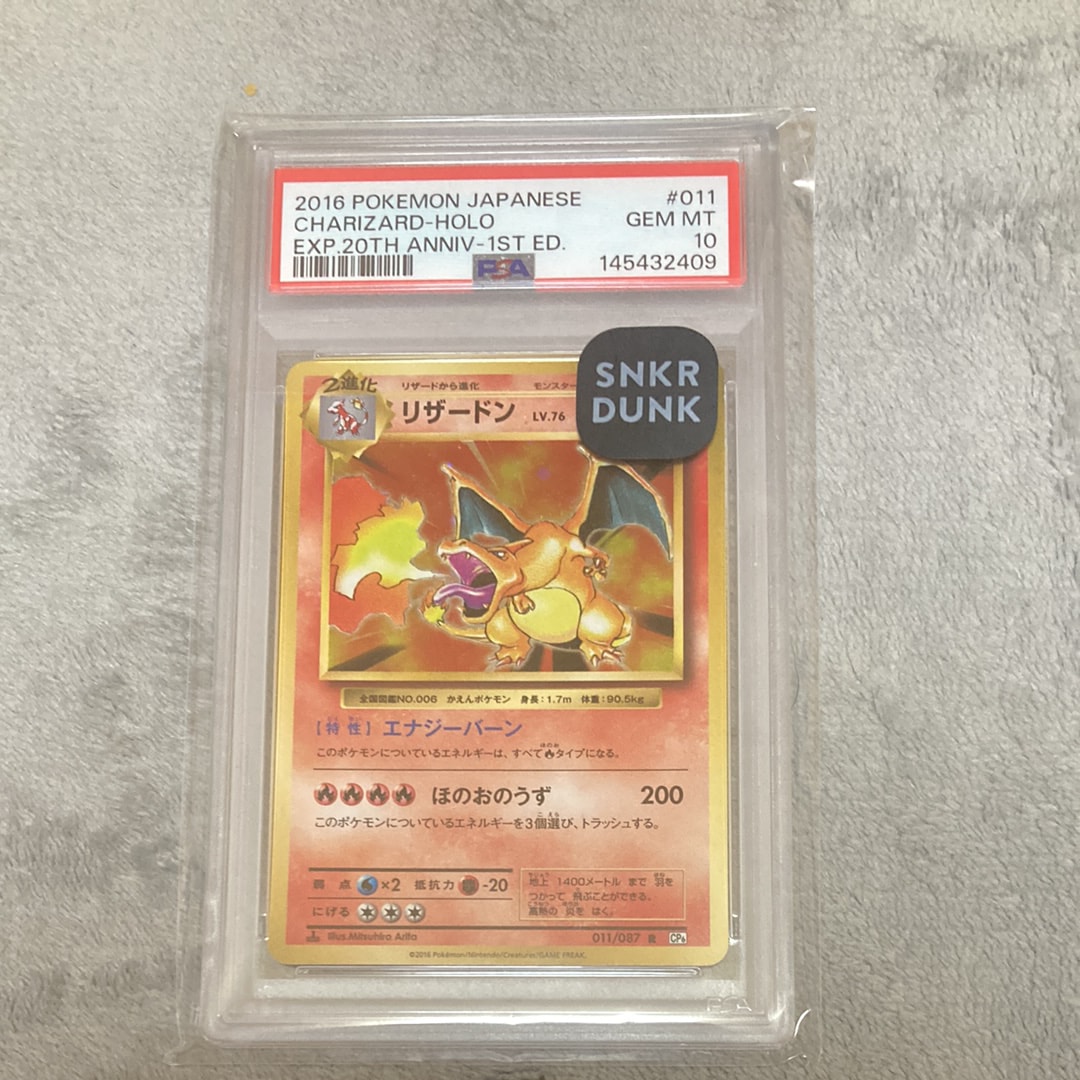 2016 POKEMON JAPANESE #011
CHARIZARD-HOLO GEM MT
EXP.20TH ANNIV-1ST ED. 10
PSA 145432409
SNKR
DUNK
2進化 リザードから進化 モンスター
リザードン LV.76
全国図鑑NO.006 かえんポケモン 身長:1.7m 体重:90.5kg
[特性] エナジーバーン
このポケモンについているエネルギーは、すべてタイプになる。
ほのおのうず 200
このポケモンについているエネルギーを3個選び、トラッシュする。
弱点 ×2 抵抗力 -20
にげる
地上 1400メートル まで 羽を
つかって 飛ぶことができる。
高熱の 炎を はく。
Illus.Mitsuhiro Arita 011/087 R CP6
©2016 Pokémon/Nintendo/Creatures/GAME FREAK.
PSA